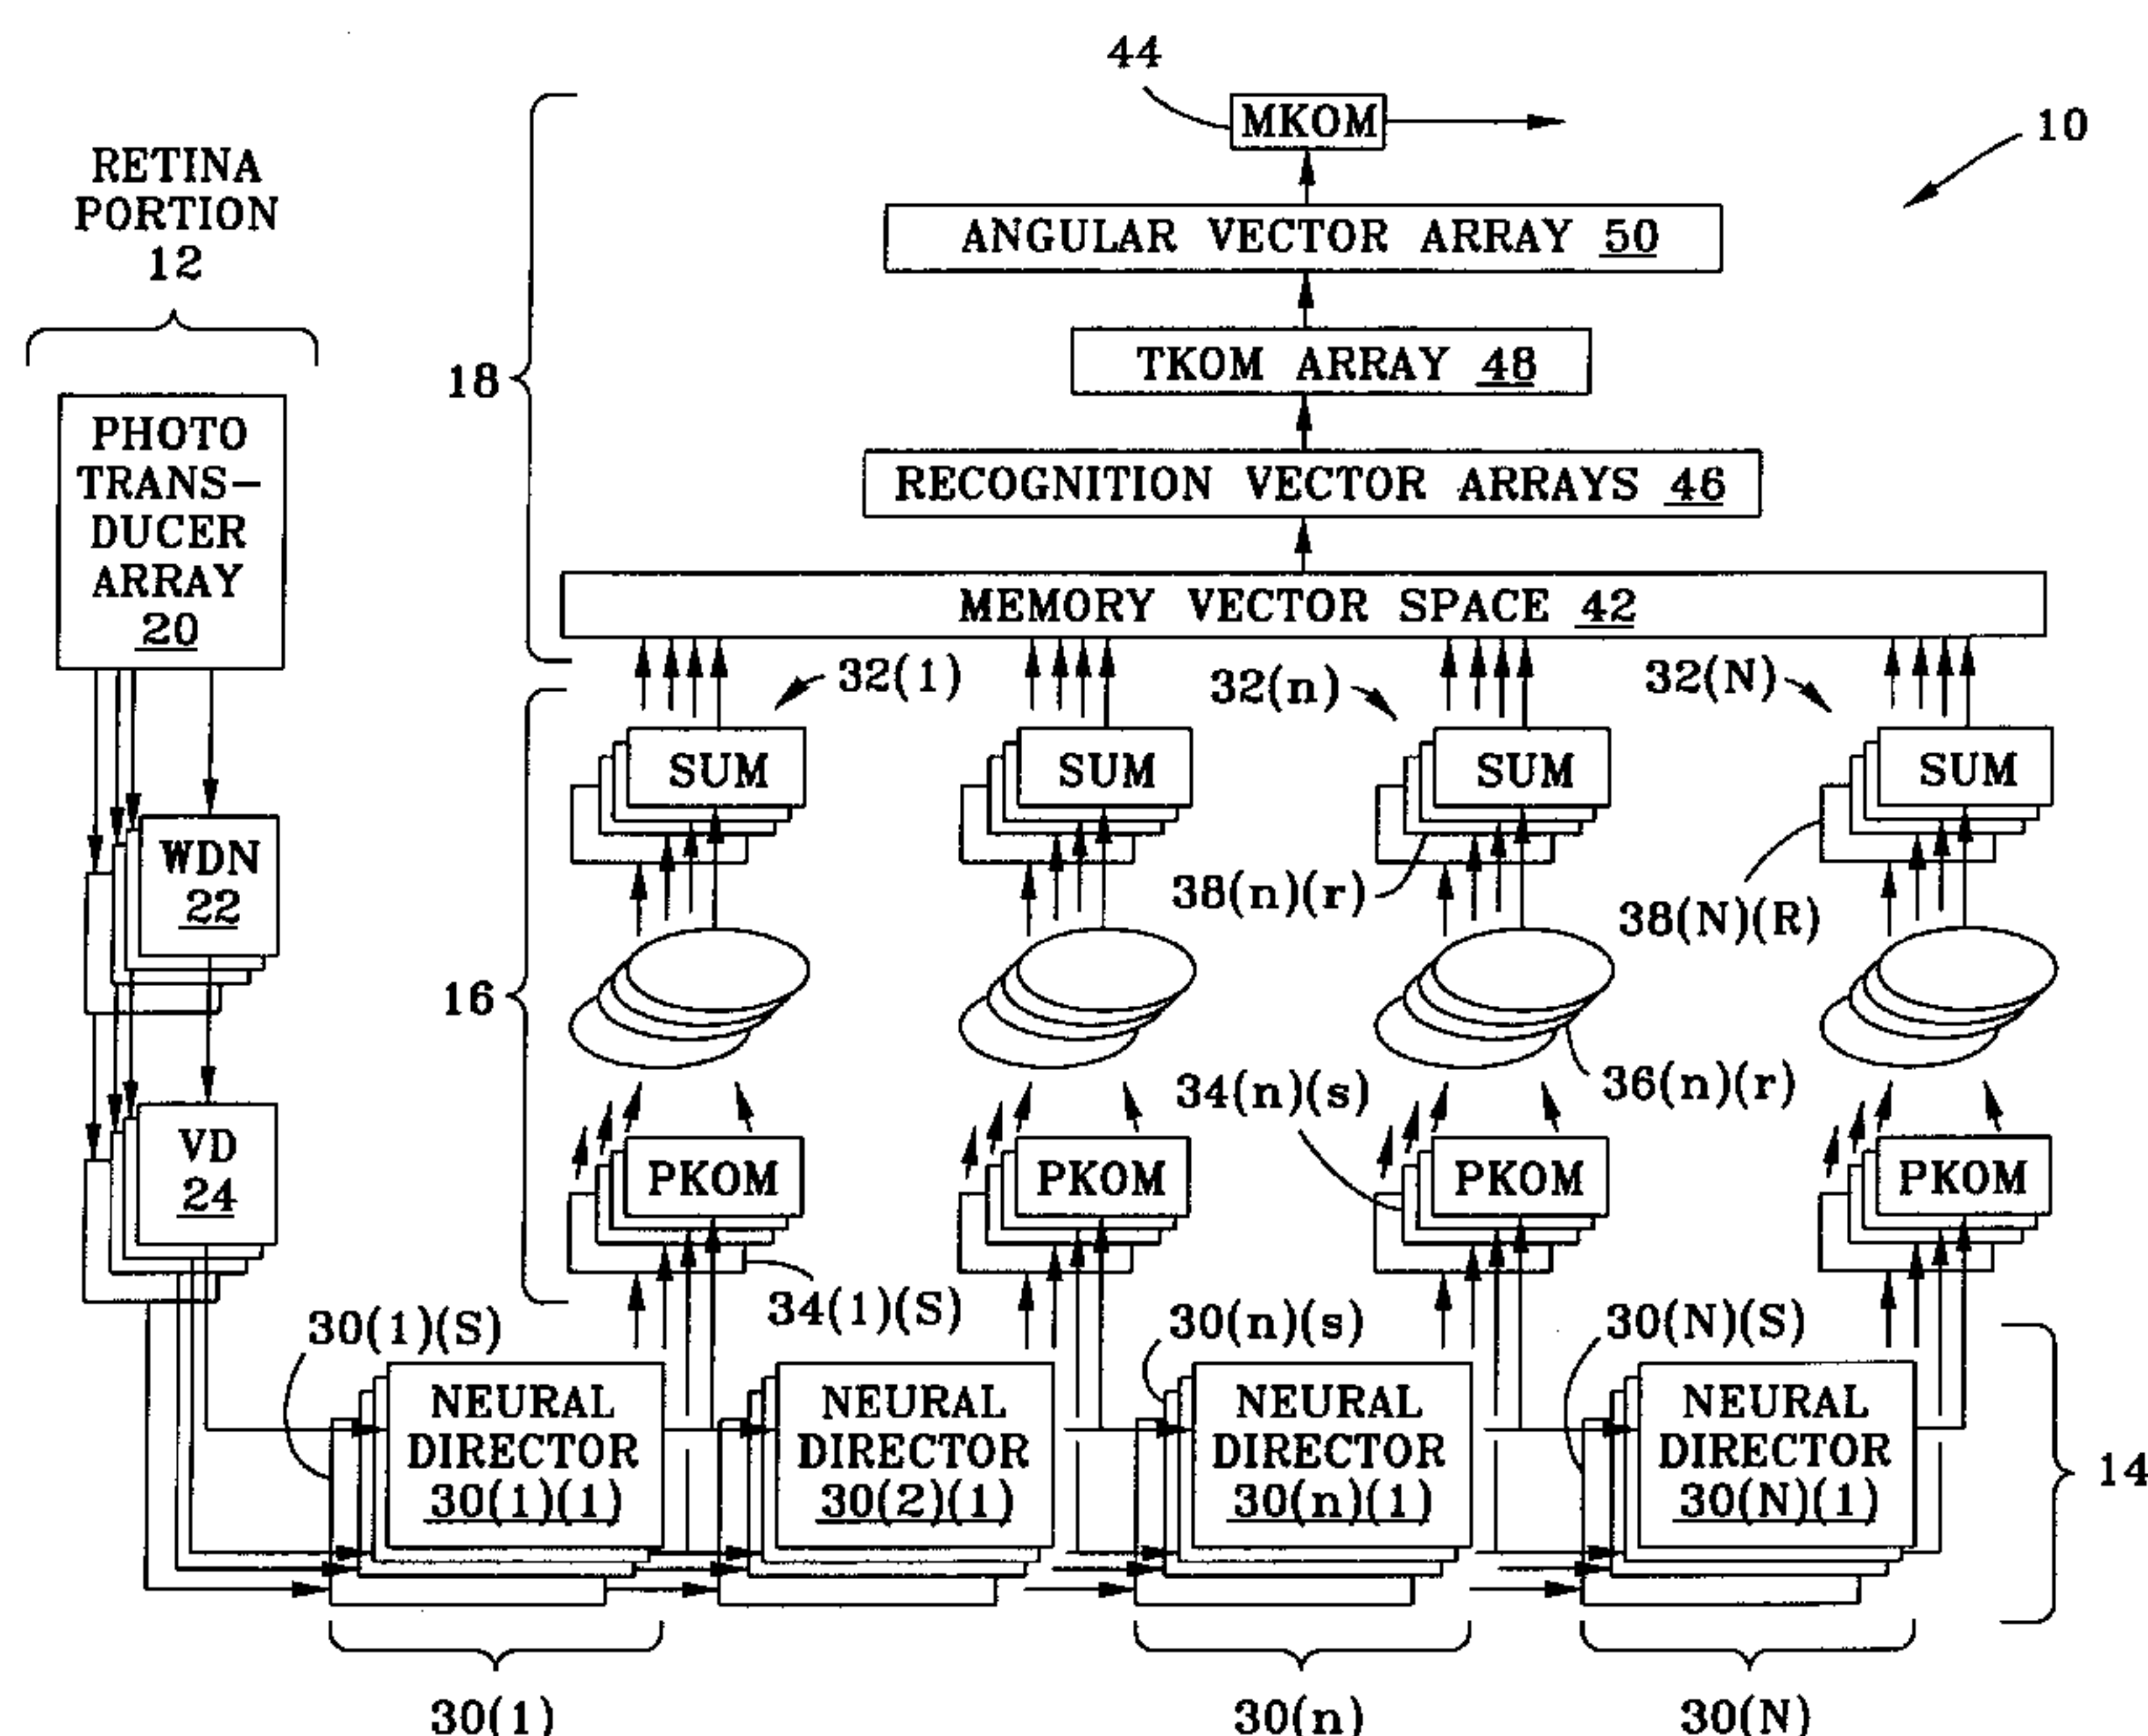 44
MKOM
10
RETINA
PORTION
12
ANGULAR VECTOR ARRAY 50
18
TKOM ARRAY 48
PHOTO
TRANS-
DUCER
ARRAY
20
RECOGNITION VECTOR ARRAYS 46
MEMORY VECTOR SPACE 42
32(1)
32(n)
32(N)
SUM
SUM
SUM
SUM
WDN
22
38(n)(r)
38(N)(R)
16
36(n)(r)
34(n)(s)
VD
24
PKOM
PKOM
PKOM
PKOM
34(1)(S)
30(1)(S)
30(n)(s)
30(N)(S)
NEURAL
DIRECTOR
30(1)(1)
NEURAL
DIRECTOR
30(2)(1)
NEURAL
DIRECTOR
30(n)(1)
NEURAL
DIRECTOR
30(N)(1)
14
30(1)
30(n)
30(N)